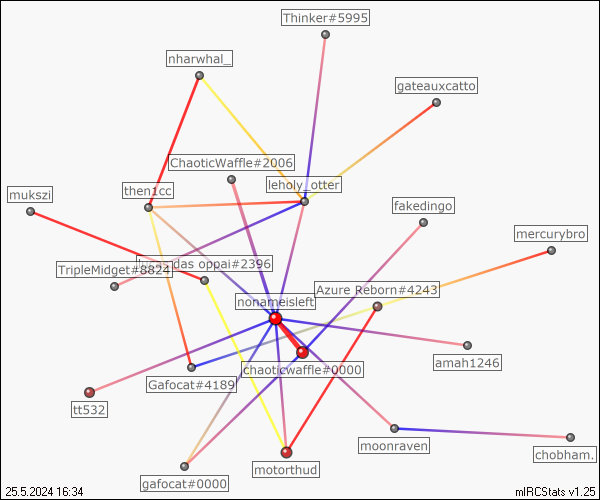 Thinker#5995
nharwhal_
gateauxcatto
ChaoticWaffle#2006
then1cc
leholy_otter
mukszi
fakedingo
mercurybro
das oppai#2396
TripleMidget#8824
Azure Reborn#4243
nonameisleft
chaoticwaffle#0000
amah1246
Gafocat#4189
tt532
moonraven
chobham.
motorthud
gafocat#0000
25.5.2024 16:34
mIRCStats v1.25